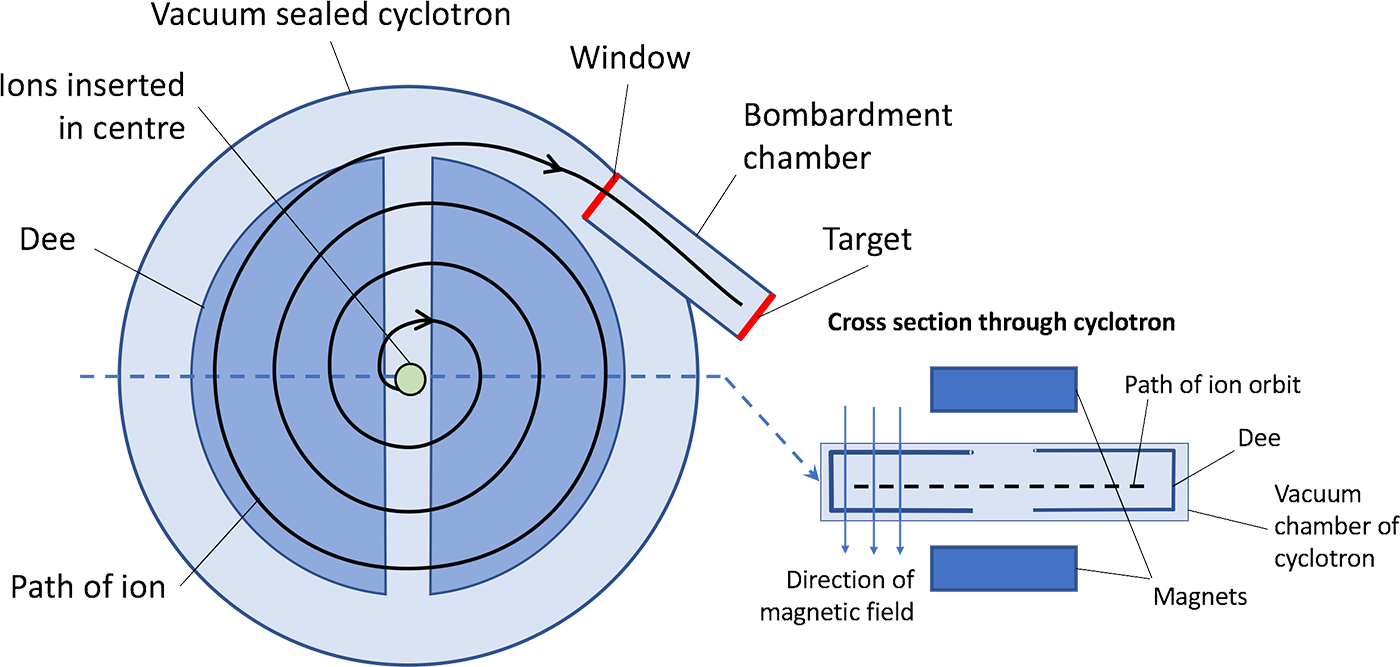 Vacuum sealed cyclotron
Ions inserted
in centre
Window
Bombardment
chamber
Dee
Target
Path of ion
Cross section through cyclotron
Path of ion orbit
Dee
Vacuum
chamber of
cyclotron
Direction of
magnetic field
Magnets